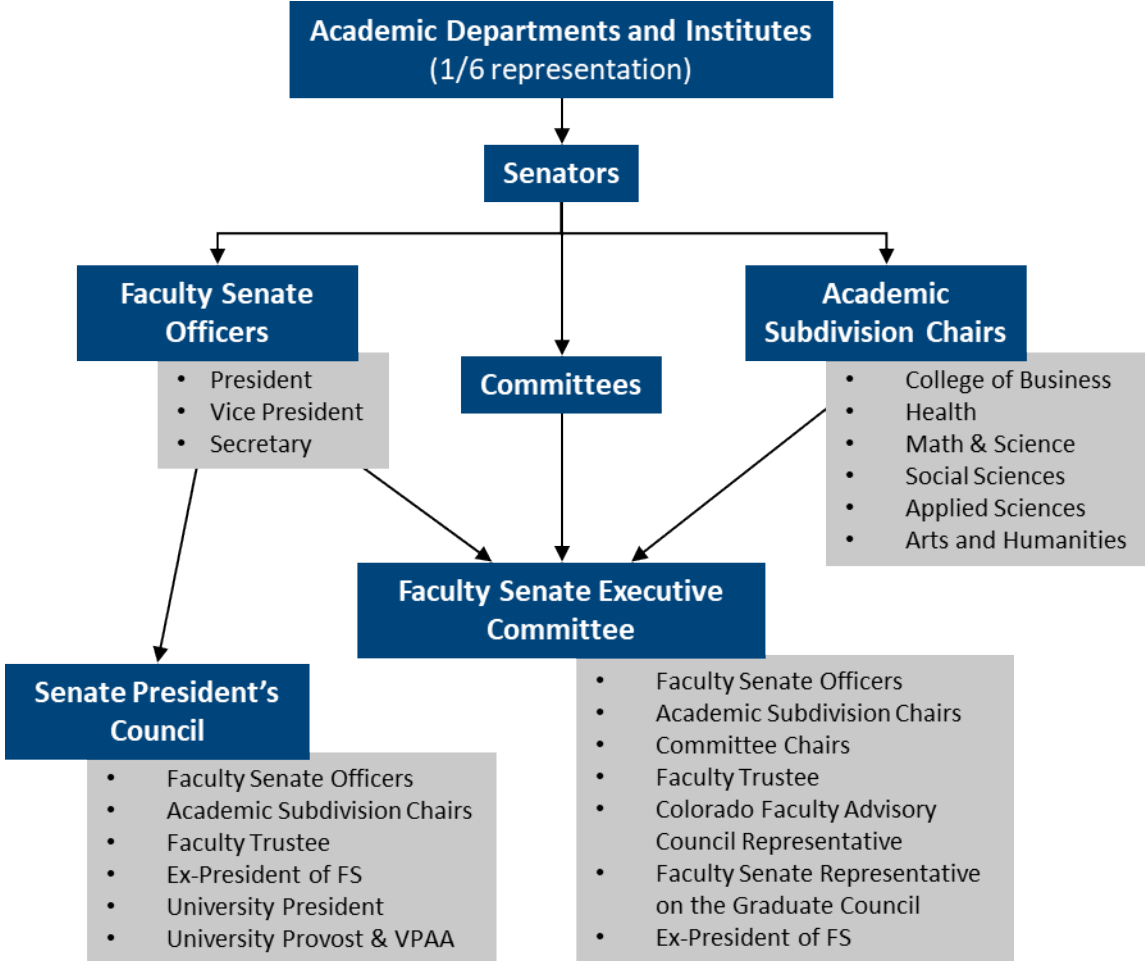 Academic Departments and Institutes
(1/6 representation)
Senators
Faculty Senate
Officers
• President
• Vice President
• Secretary
Committees
Academic
Subdivision Chairs
• College of Business
• Health
• Math & Science
• Social Sciences
• Applied Sciences
• Arts and Humanities
Senate President’s
Council
• Faculty Senate Officers
• Academic Subdivision Chairs
• Faculty Trustee
• Ex-President of FS
• University President
• University Provost & VPAA
Faculty Senate Executive
Committee
• Faculty Senate Officers
• Academic Subdivision Chairs
• Committee Chairs
• Faculty Trustee
• Colorado Faculty Advisory
Council Representative
• Faculty Senate Representative
on the Graduate Council
• Ex-President of FS